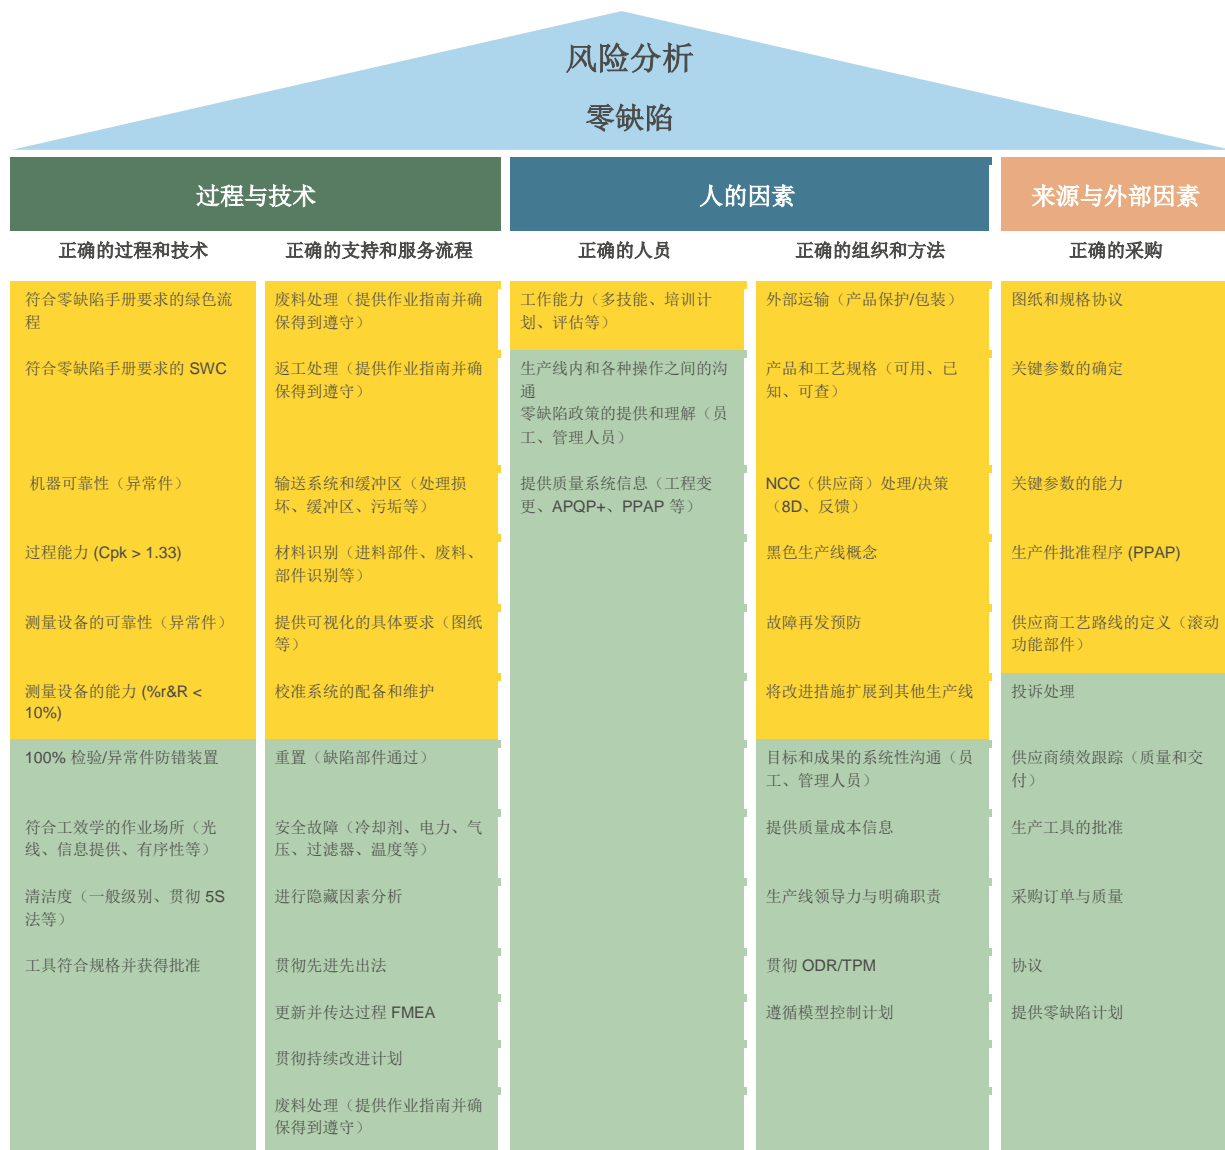 风险分析
零缺陷
过程与技术
人的因素
来源与外部因素
正确的过程和技术
正确的支持和服务流程
正确的人员
正确的组织和方法
正确的采购
符合零缺陷手册要求的绿色流
程
符合零缺陷手册要求的 SWC
机器可靠性（异常件）
过程能力 (Cpk > 1.33)
测量设备的可靠性（异常件）
测量设备的能力 (%r&R <
10%)
100% 检验/异常件防错装置
符合工效学的作业场所（光
线、信息提供、有序性等）
清洁度（一般级别、贯彻 5S
法等）
工具符合规格并获得批准
废料处理（提供作业指南并确
保得到遵守）
返工处理（提供作业指南并确
保得到遵守）
输送系统和缓冲区（处理损
坏、缓冲区、污垢等）
材料识别（进料部件、废料、
部件识别等）
提供可视化的具体要求（图纸
等）
校准系统的配备和维护
重置（缺陷部件通过）
安全故障（冷却剂、电力、气
压、过滤器、温度等）
进行隐藏因素分析
贯彻先进先出法
更新并传达过程 FMEA
贯彻持续改进计划
废料处理（提供作业指南并确
保得到遵守）
工作能力（多技能、培训计
划、评估等）
生产线内和各种操作之间的沟
通
零缺陷政策的提供和理解（员
工、管理人员）
提供质量系统信息（工程变
更、APQP+、PPAP 等）
外部运输（产品保护/包装）
产品和工艺规格（可用、已
知、可查）
NCC（供应商）处理/决策
（8D、反馈）
黑色生产线概念
故障再发预防
将改进措施扩展到其他生产线
目标和成果的系统性沟通（员
工、管理人员）
提供质量成本信息
生产线领导力与明确职责
贯彻 ODR/TPM
遵循模型控制计划
图纸和规格协议
关键参数的确定
关键参数的能力
生产件批准程序 (PPAP)
供应商工艺路线的定义（滚动
功能部件）
投诉处理
供应商绩效跟踪（质量和交
付）
生产工具的批准
采购订单与质量
协议
提供零缺陷计划